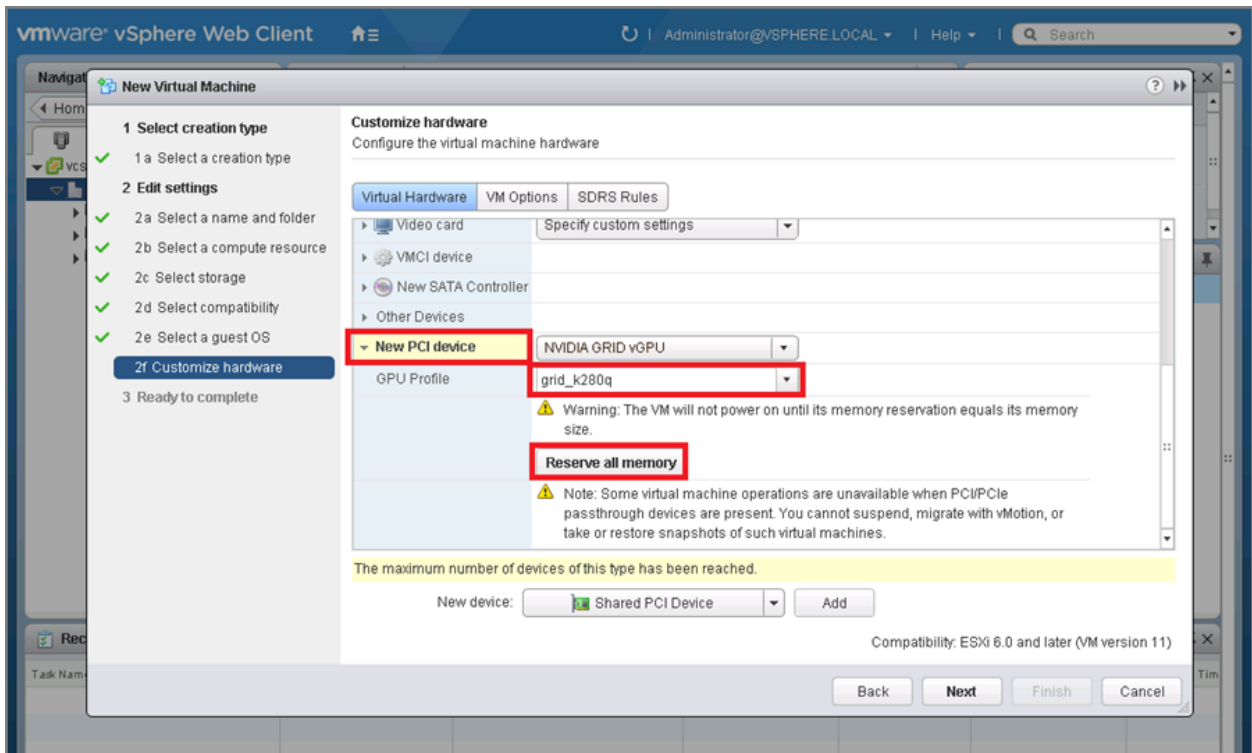 vmware® vSphere Web Client
Administrator@VSPHERE.LOCAL
Help
Search
Navigat
New Virtual Machine
Hom
vcs
1 Select creation type
1a Select a creation type
2 Edit settings
2a Select a name and folder
2b Select a compute resource
2c Select storage
2d Select compatibility
2e Select a guest OS
2f Customize hardware
3 Ready to complete
Customize hardware
Configure the virtual machine hardware
Virtual Hardware
VM Options
SDRS Rules
Video card
Specify custom settings
VMCI device
New SATA Controller
Other Devices
New PCI device
NVIDIA GRID vGPU
GPU Profile
grid_k280q
Warning: The VM will not power on until its memory reservation equals its memory
size.
Reserve all memory
Note: Some virtual machine operations are unavailable when PCI/PCIe
passthrough devices are present. You cannot suspend, migrate with vMotion, or
take or restore snapshots of such virtual machines.
The maximum number of devices of this type has been reached.
New device:
Shared PCI Device
Add
Compatibility: ESXi 6.0 and later (VM version 11)
Rec
Task Nam
Tim
Back
Next
Finish
Cancel